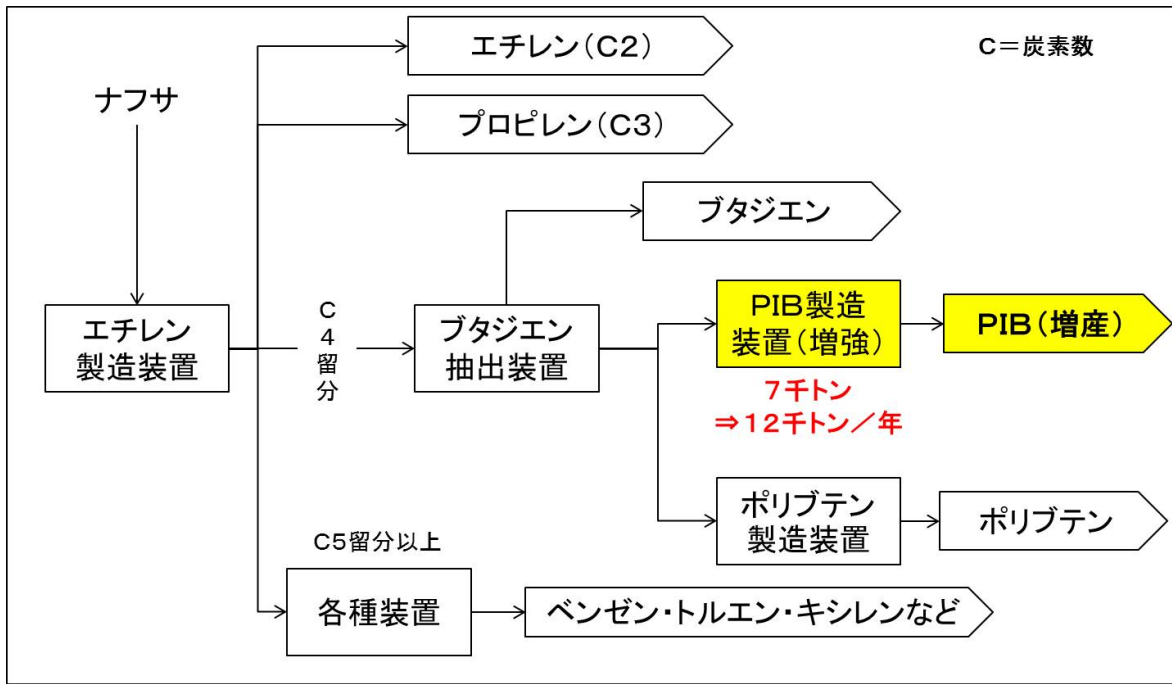 エチレン(C2)
C＝炭素数
ナフサ
プロピレン(C3)
ブタジエン
エチレン
製造装置
C4留分
ブタジエン
抽出装置
PIB製造
装置(増強)
PIB(増産)
7千トン
⇒12千トン／年
ポリブテン
製造装置
ポリブテン
C5留分以上
各種装置
ベンゼン・トルエン・キシレンなど